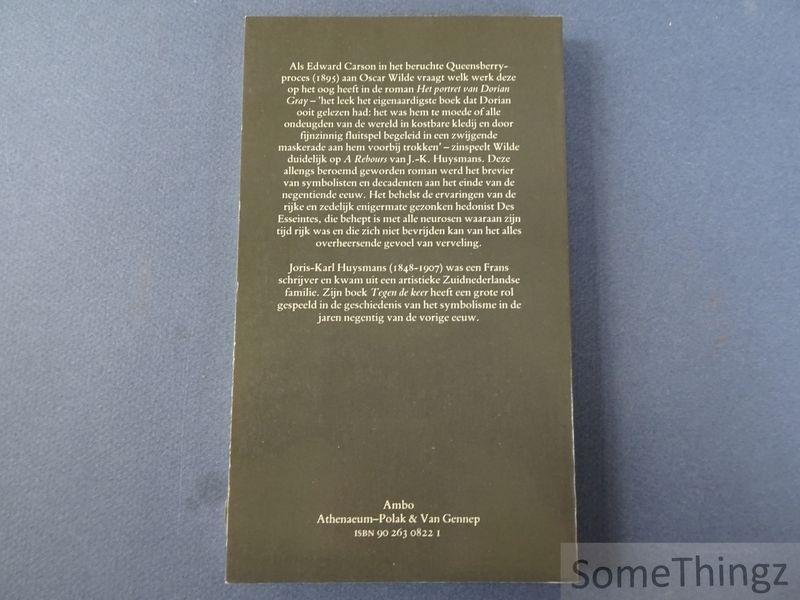 Als Edward Carson in het beruchte Queensberry-
proces (1895) aan Oscar Wilde vraagt welk werk deze
op het oog heeft in de roman Het portret van Dorian
Gray – 'het leek het eigenaardigste boek dat Dorian
ooit gelezen had: het was hem te moede of alle
ondeugden van de wereld in kostbare kledij en door
fijnzinnig fluitspel begeleid in een zwijgende
maskerade aan hem voorbij trokken' – zinspeelt Wilde
duidelijk op A Rebours van J.-K. Huysmans. Deze
allengs beroemd geworden roman werd het brevier
van symbolisten en decadenten aan het einde van de
negentiende eeuw. Het behelst de ervaringen van de
rijke en zedelijk enigermate gezonken hedonist Des
Esseintes, die behept is met alle neurosen waaraan zijn
tijd rijk was en die zich niet bevrijden kan van het alles
overheersende gevoel van verveling.
Joris-Karl Huysmans (1848-1907) was een Frans
schrijver en kwam uit een artistieke Zuidnederlandse
familie. Zijn boek Tegen de keer heeft een grote rol
gespeeld in de geschiedenis van het symbolisme in de
jaren negentig van de vorige eeuw.
Ambo
Athenaeum–Polak & Van Gennep
ISBN 90 263 0822 1
SomeThingz